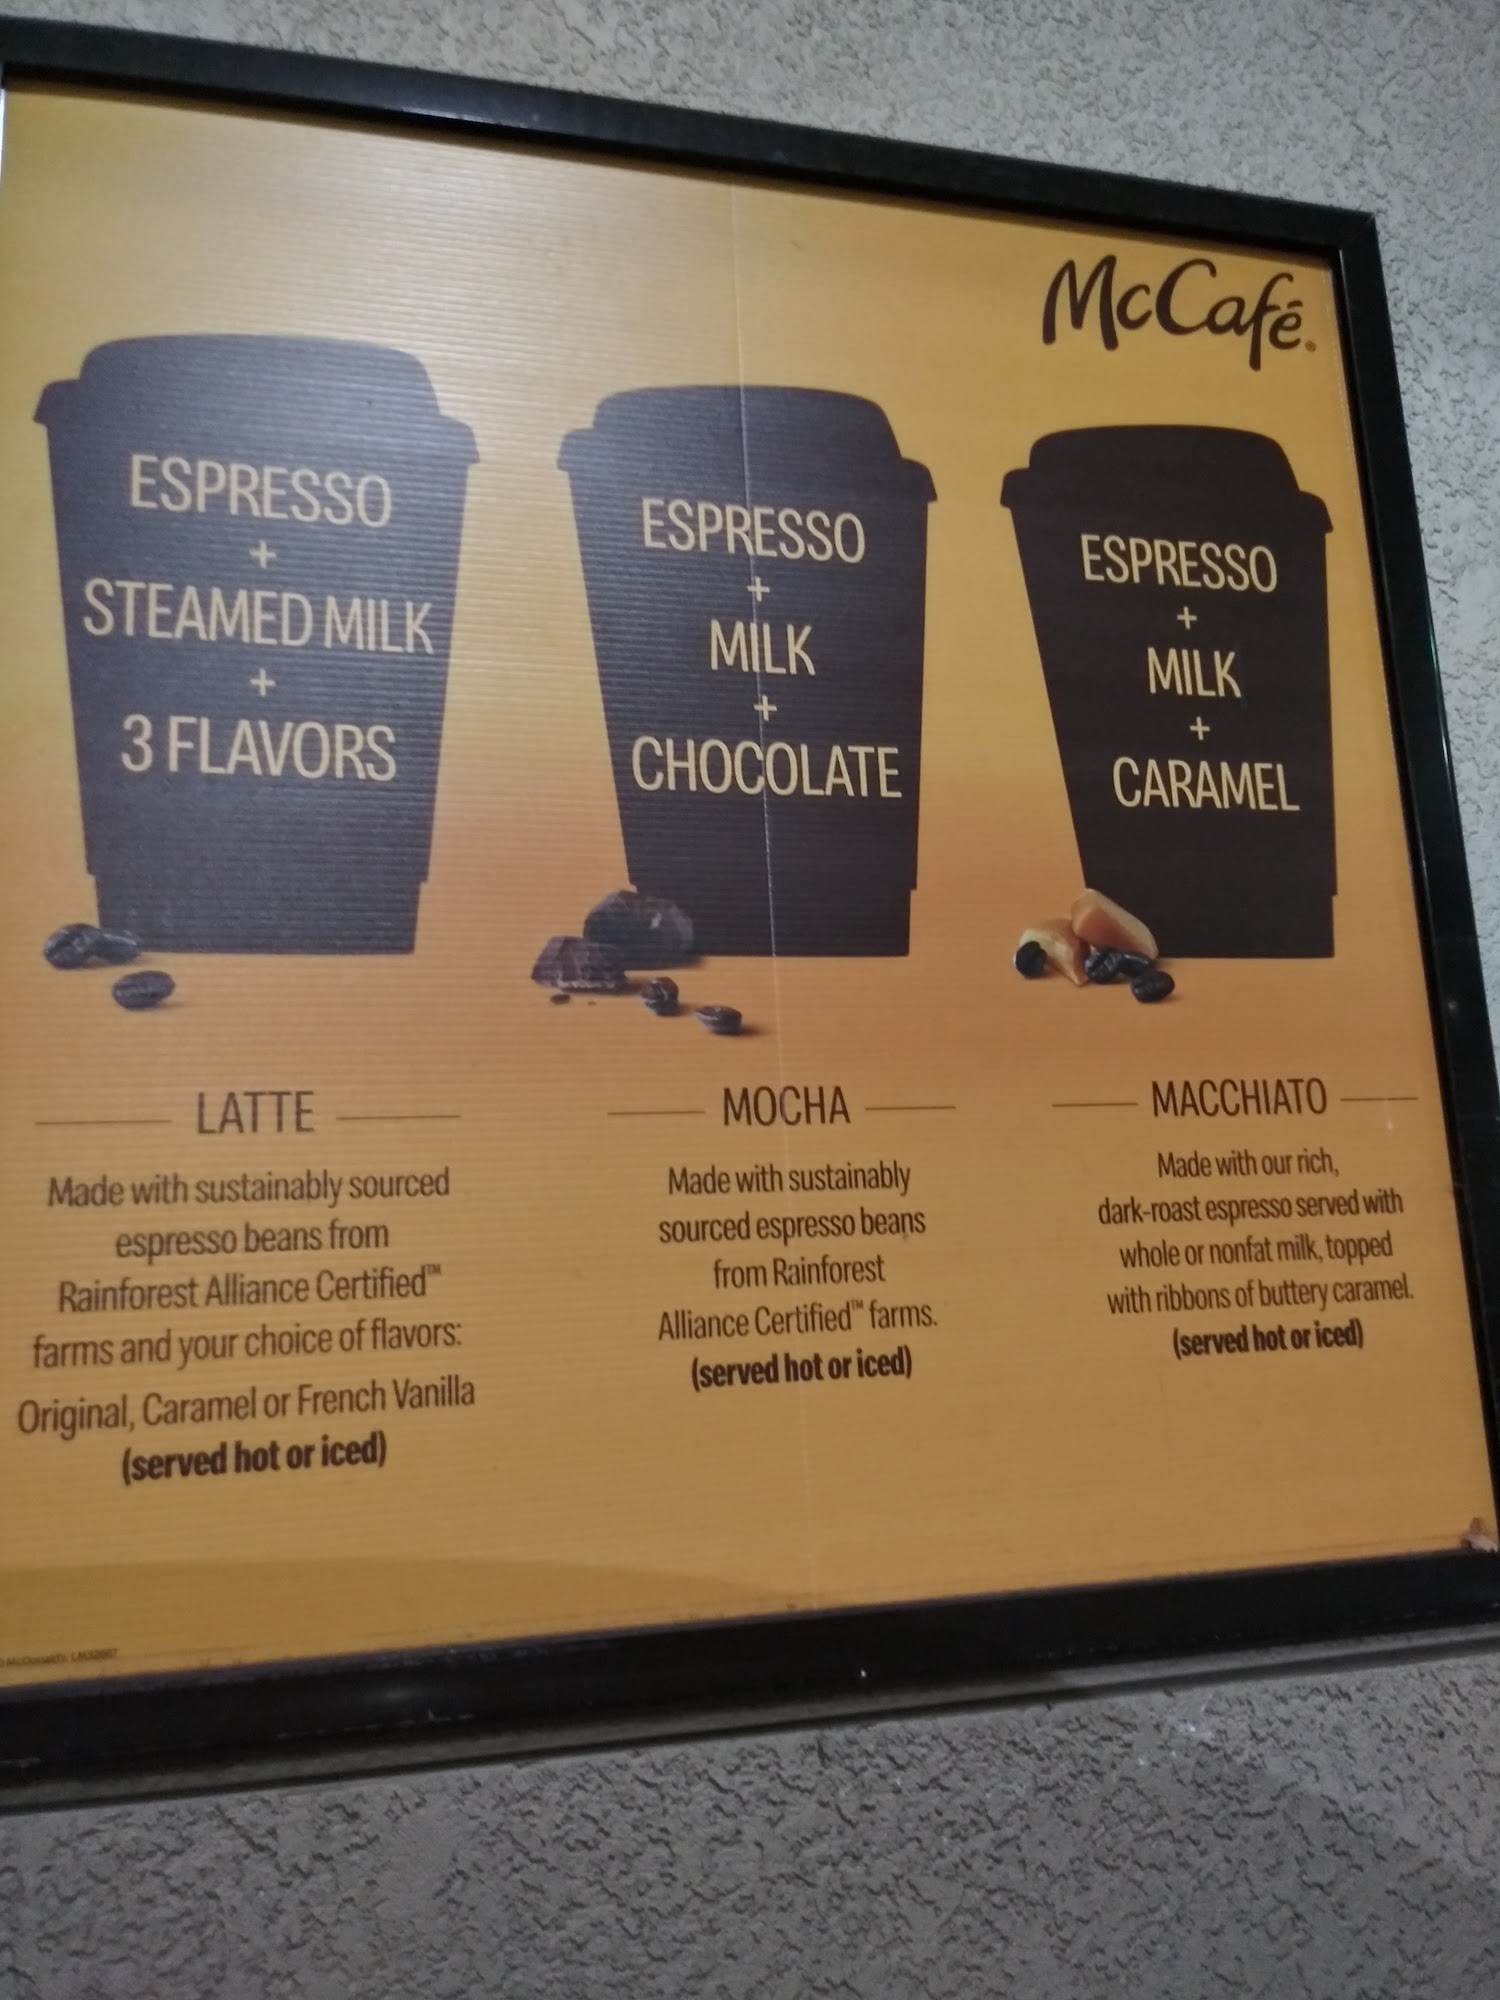 McCafé®
ESPRESSO
+
STEAMED MILK
+
3 FLAVORS
ESPRESSO
+
MILK
+
CHOCOLATE
ESPRESSO
+
MILK
+
CARAMEL
LATTE
Made with sustainably sourced
espresso beans from
Rainforest Alliance Certified™
farms and your choice of flavors:
Original, Caramel or French Vanilla
(served hot or iced)
MOCHA
Made with sustainably
sourced espresso beans
from Rainforest
Alliance Certified™ farms.
(served hot or iced)
MACCHIATO
Made with our rich,
dark-roast espresso served with
whole or nonfat milk, topped
with ribbons of buttery caramel.
(served hot or iced)
McDonald's